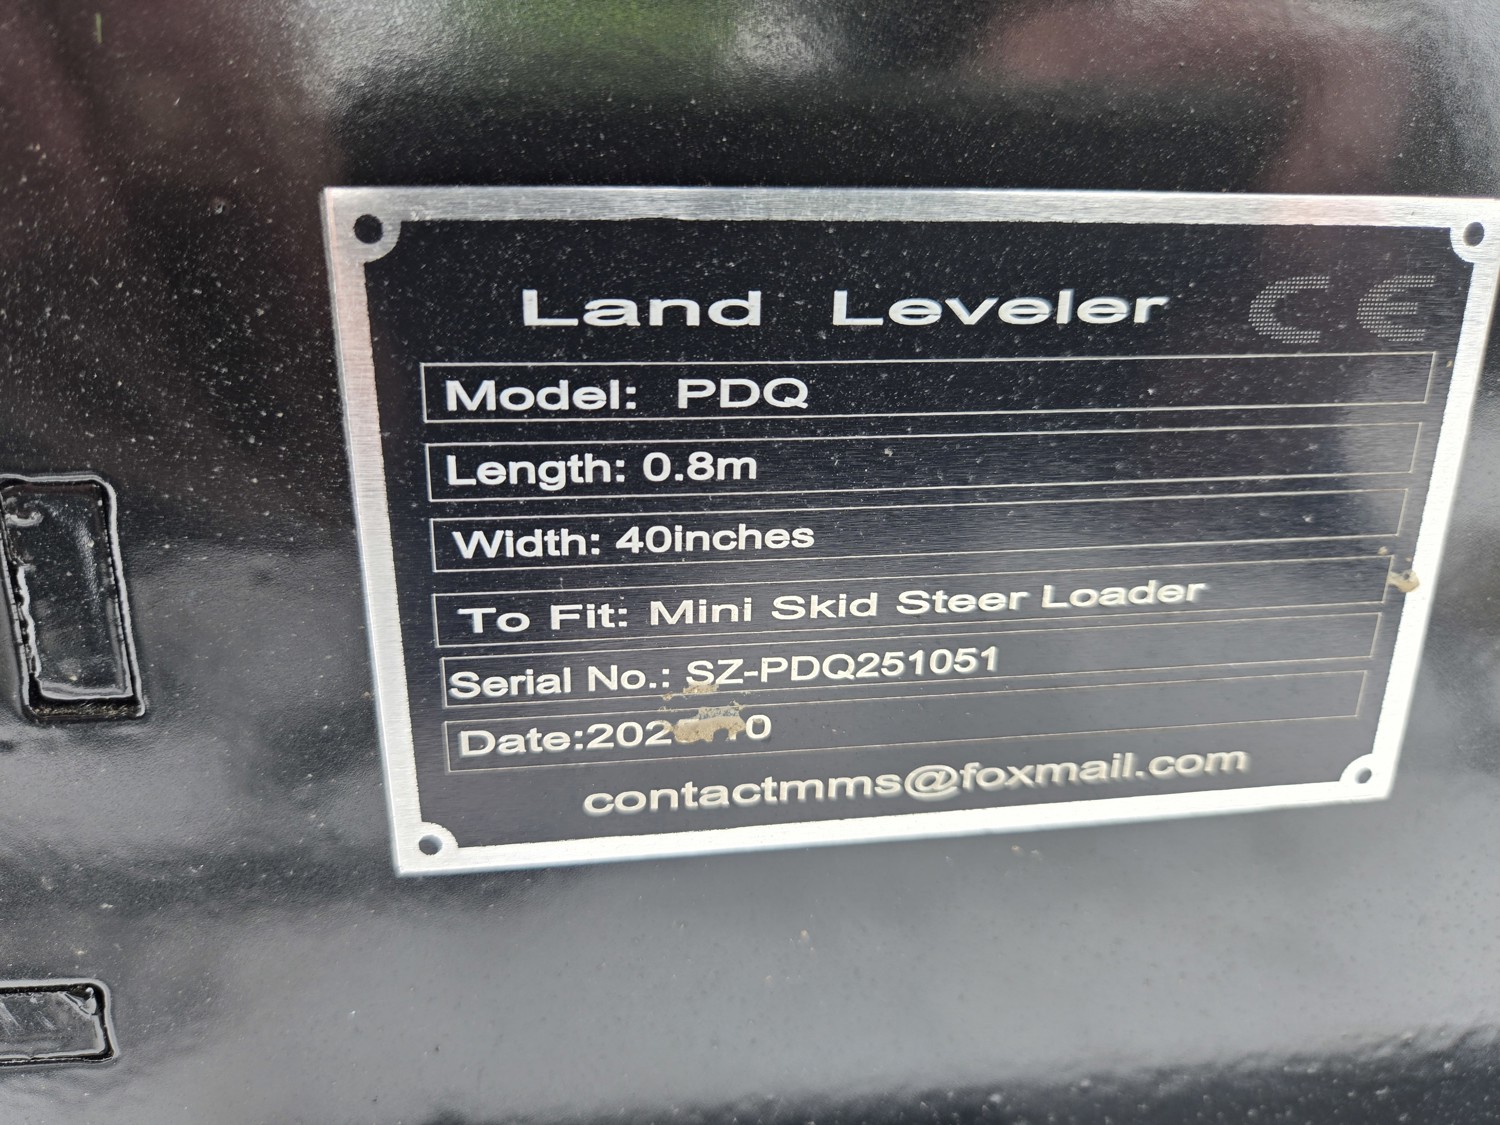 Land Leveler CE
Model: PDQ
Length: 0.8m
Width: 40inches
To Fit: Mini Skid Steer Loader
Serial No.: SZ-PDQ251051
Date:
contactmms@foxmail.com